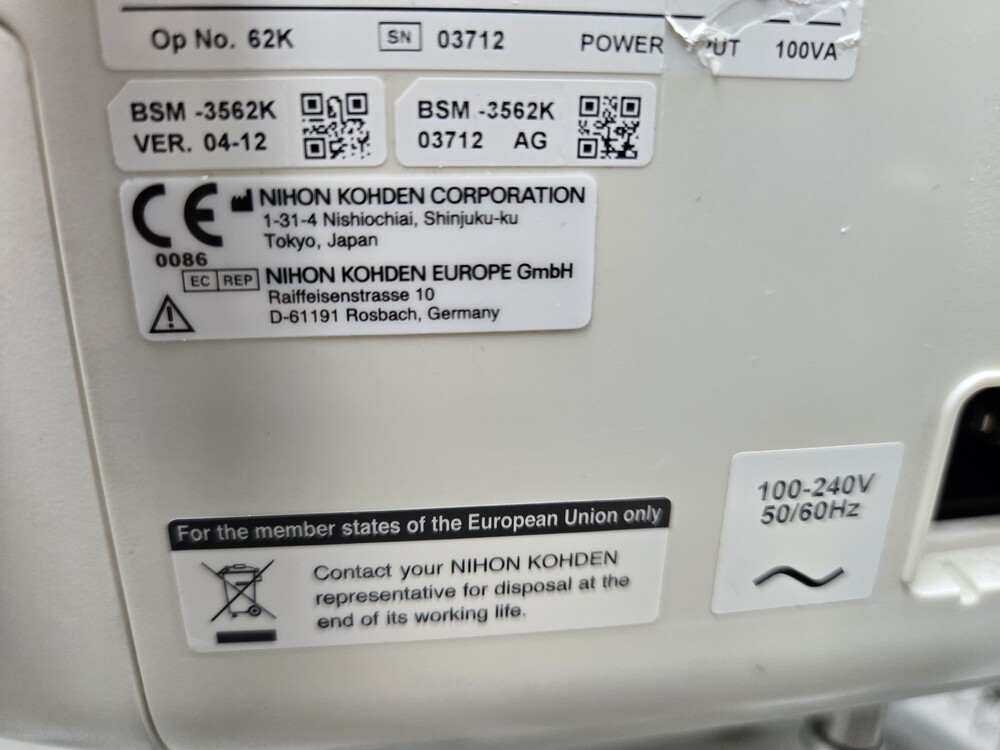 Op No. 62K SN 03712 POWER UT 100VA
BSM -3562K
VER. 04-12
BSM -3562K
03712 AG
CE
0086
NIHON KOHDEN CORPORATION
1-31-4 Nishiochiai, Shinjuku-ku
Tokyo, Japan
EC REP NIHON KOHDEN EUROPE GmbH
Raiffeisenstrasse 10
D-61191 Rosbach, Germany
100-240V
50/60Hz
For the member states of the European Union only
Contact your NIHON KOHDEN
representative for disposal at the
end of its working life.